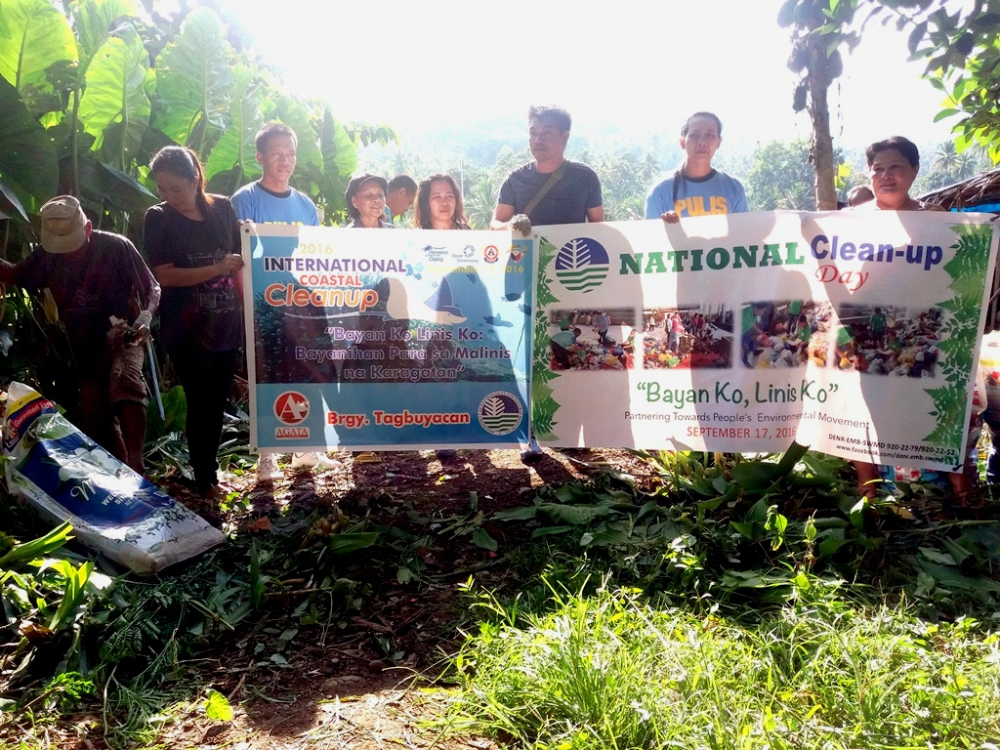 2016
INTERNATIONAL
COASTAL
Cleanup
"Bayan Ko Linis Ko:
Bayanihan Para sa Malinis
na Karagatan"
AGATA
Brgy. Tagbuyacan
PULIS
NATIONAL Clean-up
Day
"Bayan Ko, Linis Ko"
Partnering Towards People's Environmental Movement
SEPTEMBER 17, 2016
DENR-EMB-SWMD 920-22-79/920-22-52
www.facebook.com/denr.emb.swmd